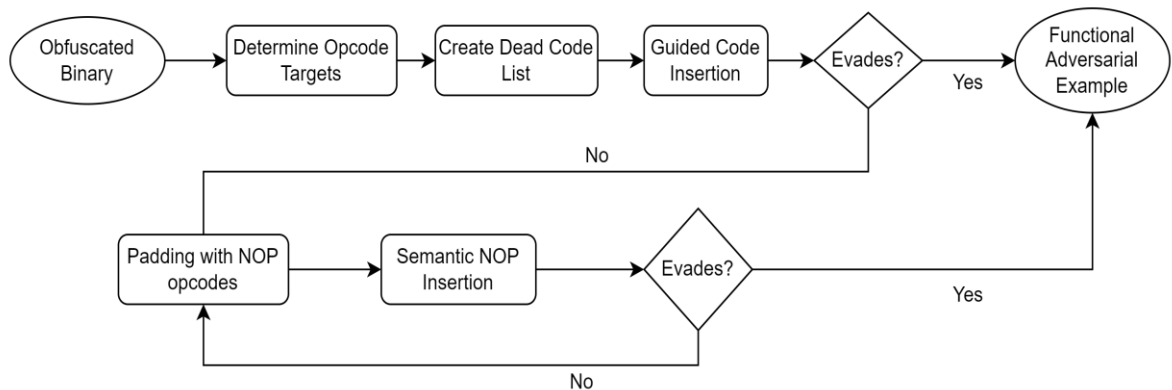 Obfuscated
Binary
Determine Opcode
Targets
Create Dead Code
List
Guided Code
Insertion
Evades?
Yes
Functional
Adversarial
Example
No
Padding with NOP
opcodes
Semantic NOP
Insertion
Evades?
Yes
No